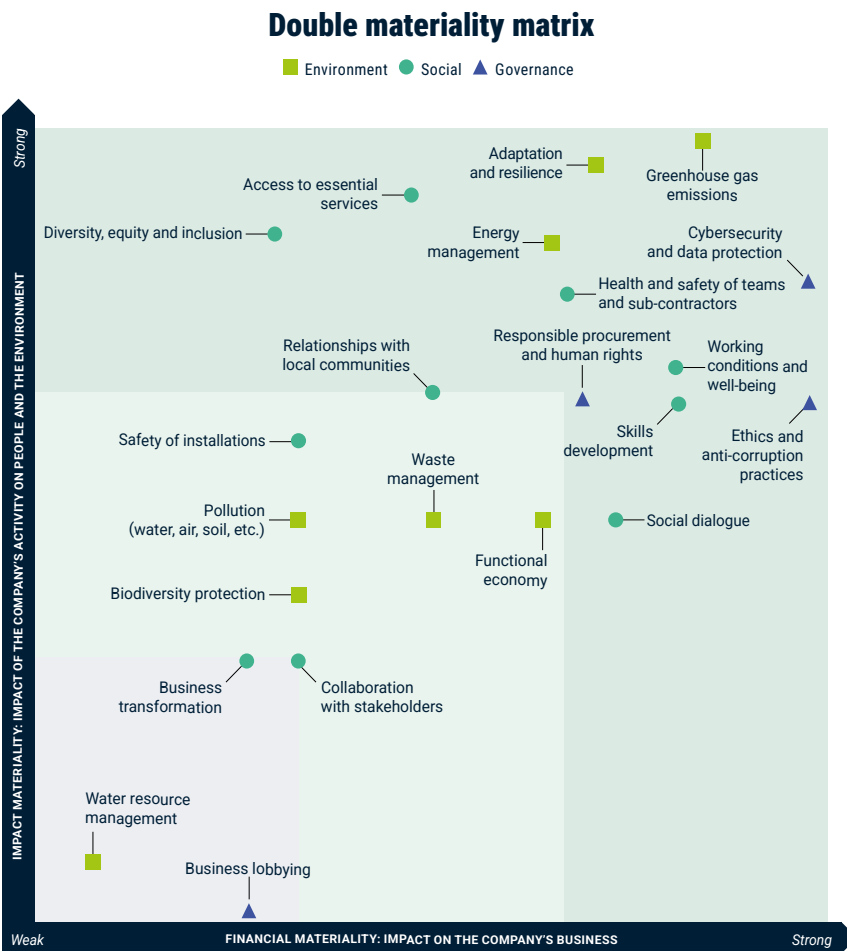 Double materiality matrix
Environment
Social
Governance
Strong
Adaptation
and resilience
Greenhouse gas
emissions
Access to essential
services
Diversity, equity and inclusion
Energy
management
Cybersecurity
and data protection
Health and safety of teams
and sub-contractors
Relationships with
local communities
Responsible procurement
and human rights
Working
conditions and
well-being
Safety of installations
Skills
development
Ethics and
anti-corruption
practices
Waste
management
Pollution
(water, air, soil, etc.)
Social dialogue
Functional
economy
Biodiversity protection
Business
transformation
Collaboration
with stakeholders
Water resource
management
Business lobbying
IMPACT MATERIALITY: IMPACT OF THE COMPANY'S ACTIVITY ON PEOPLE AND THE ENVIRONMENT
Weak
FINANCIAL MATERIALITY: IMPACT ON THE COMPANY'S BUSINESS
Strong